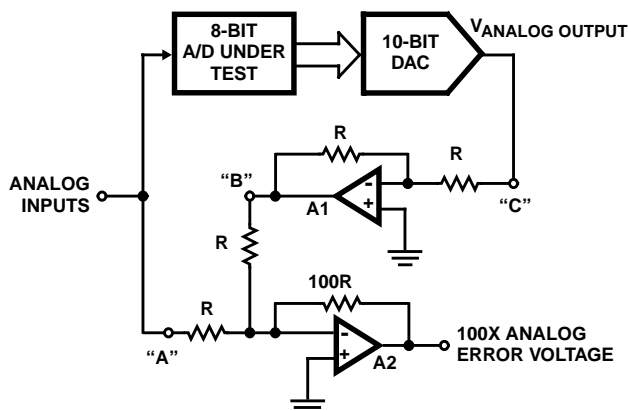 8-BIT
A/D UNDER
TEST
10-BIT
DAC
VANALOG OUTPUT
ANALOG
INPUTS
R
R
"B"
-
+
A1
"C"
R
R
100R
"A"
-
+
A2
100X ANALOG
ERROR VOLTAGE